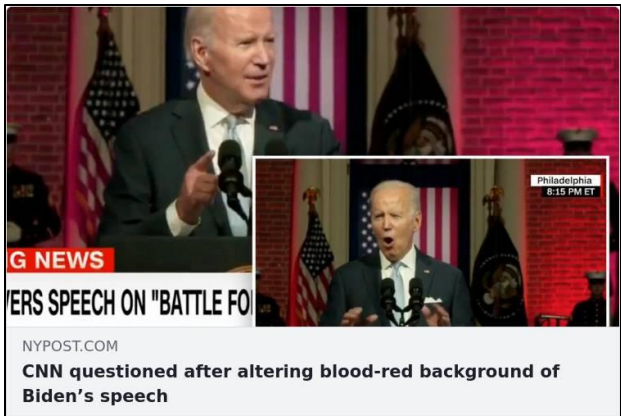 Philadelphia
8:15 PM ET
G NEWS
VERS SPEECH ON "BATTLE FO
NYPOST.COM
CNN questioned after altering blood-red background of
Biden’s speech